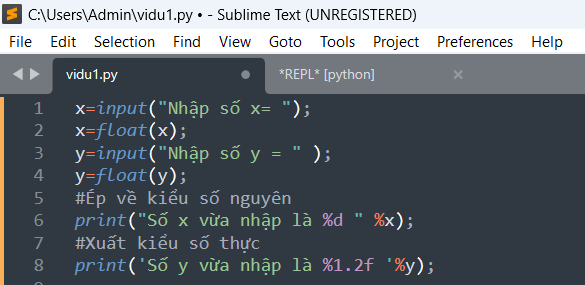 C:\Users\Admin\vidu1.py • - Sublime Text (UNREGISTERED)
File Edit Selection Find View Goto Tools Project Preferences Help
vidu1.py *REPL* [python]
1 x=input("Nhập số x= ");
2 x=float(x);
3 y=input("Nhập số y = " );
4 y=float(y);
5 #Ép về kiểu số nguyên
6 print("Số x vừa nhập là %d " %x);
7 #Xuất kiểu số thực
8 print('Số y vừa nhập là %1.2f '%y);